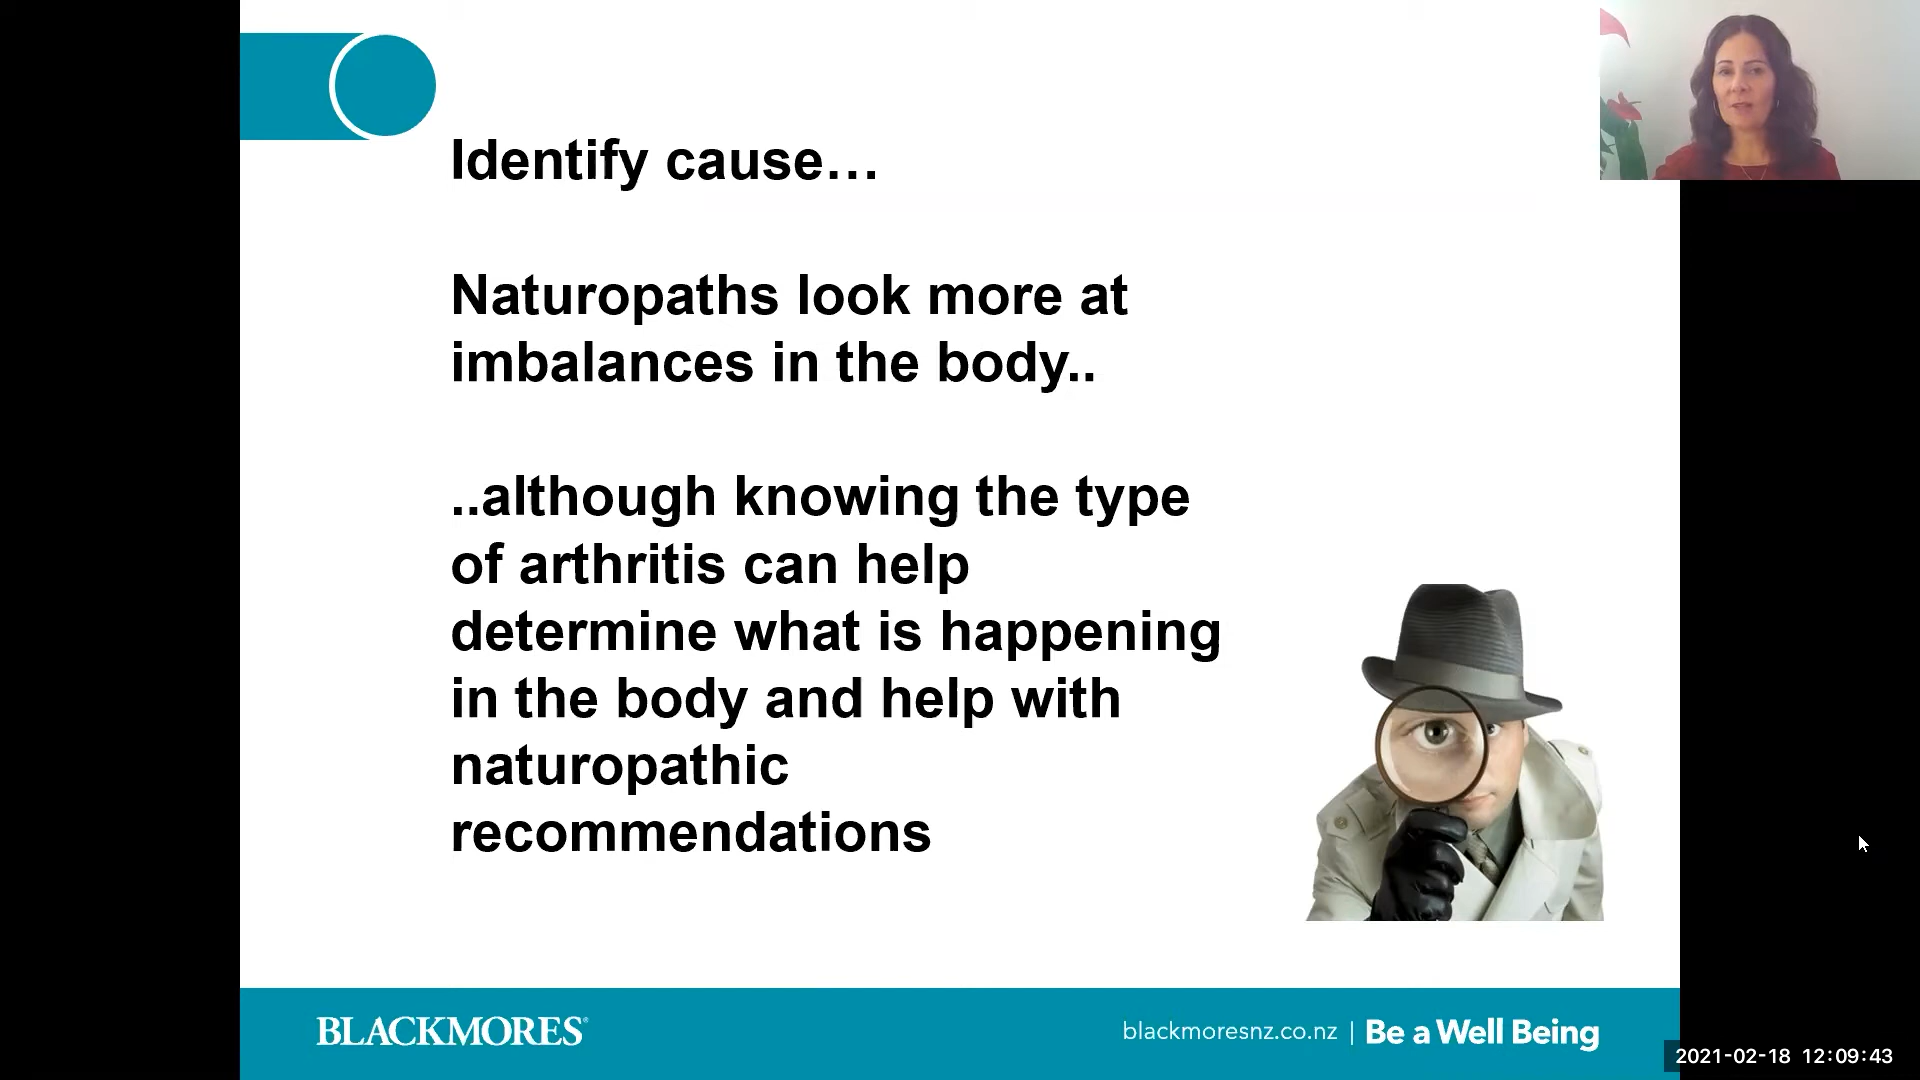 Identify cause…
Naturopaths look more at
imbalances in the body..
..although knowing the type
of arthritis can help
determine what is happening
in the body and help with
naturopathic
recommendations
BLACKMORES®
blackmoresnz.co.nz | Be a Well Being
2021-02-18 12:09:43